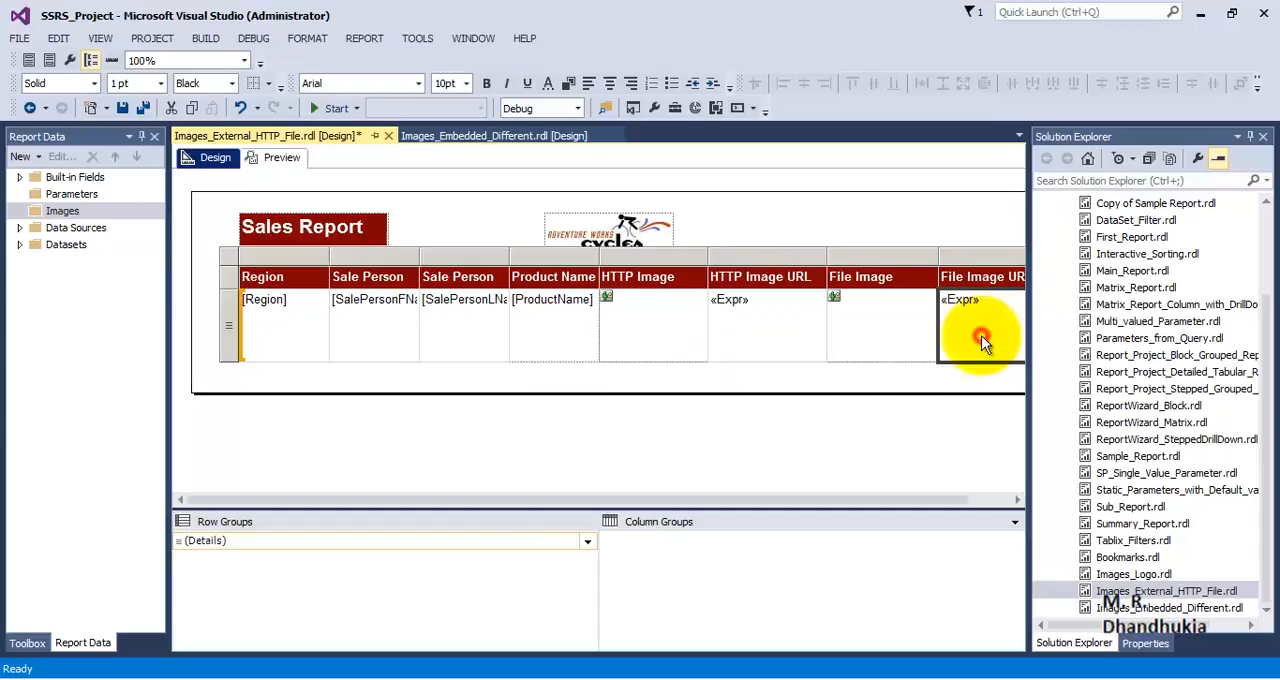 SSRS_Project - Microsoft Visual Studio (Administrator)
1
Quick Launch (Ctrl+Q)
FILE EDIT VIEW PROJECT BUILD DEBUG FORMAT REPORT TOOLS WINDOW HELP
100%
Solid 1 pt Black Arial 10pt B I U A
Start Debug
Report Data
Images_External_HTTP_File.rdl [Design]* Images_Embedded_Different.rdl [Design]
Solution Explorer
New Edit...
Design Preview
Search Solution Explorer (Ctrl+;)
Built-in Fields
Parameters
Images
Data Sources
Datasets
Sales Report
ADVENTURE WORKS
cycles
Region Sale Person Sale Person Product Name HTTP Image HTTP Image URL File Image File Image UR
[Region] [SalePersonFNa [SalePersonLNa [ProductName] «Expr» «Expr»
Copy of Sample Report.rdl
DataSet_Filter.rdl
First_Report.rdl
Interactive_Sorting.rdl
Main_Report.rdl
Matrix_Report.rdl
Matrix_Report_Column_with_DrillDo
Multi_valued_Parameter.rdl
Parameters_from_Query.rdl
Report_Project_Block_Grouped_Rep
Report_Project_Detailed_Tabular_R
Report_Project_Stepped_Grouped_
ReportWizard_Block.rdl
ReportWizard_Matrix.rdl
ReportWizard_SteppedDrillDown.rdl
Sample_Report.rdl
SP_Single_Value_Parameter.rdl
Static_Parameters_with_Default_va
Sub_Report.rdl
Summary_Report.rdl
Tablix_Filters.rdl
Bookmarks.rdl
Images_Logo.rdl
Images_External_HTTP_File.rdl
Images_Embedded_Different.rdl
M. R.
Dhandhukia
Row Groups Column Groups
(Details)
Toolbox Report Data
Solution Explorer Properties
Ready